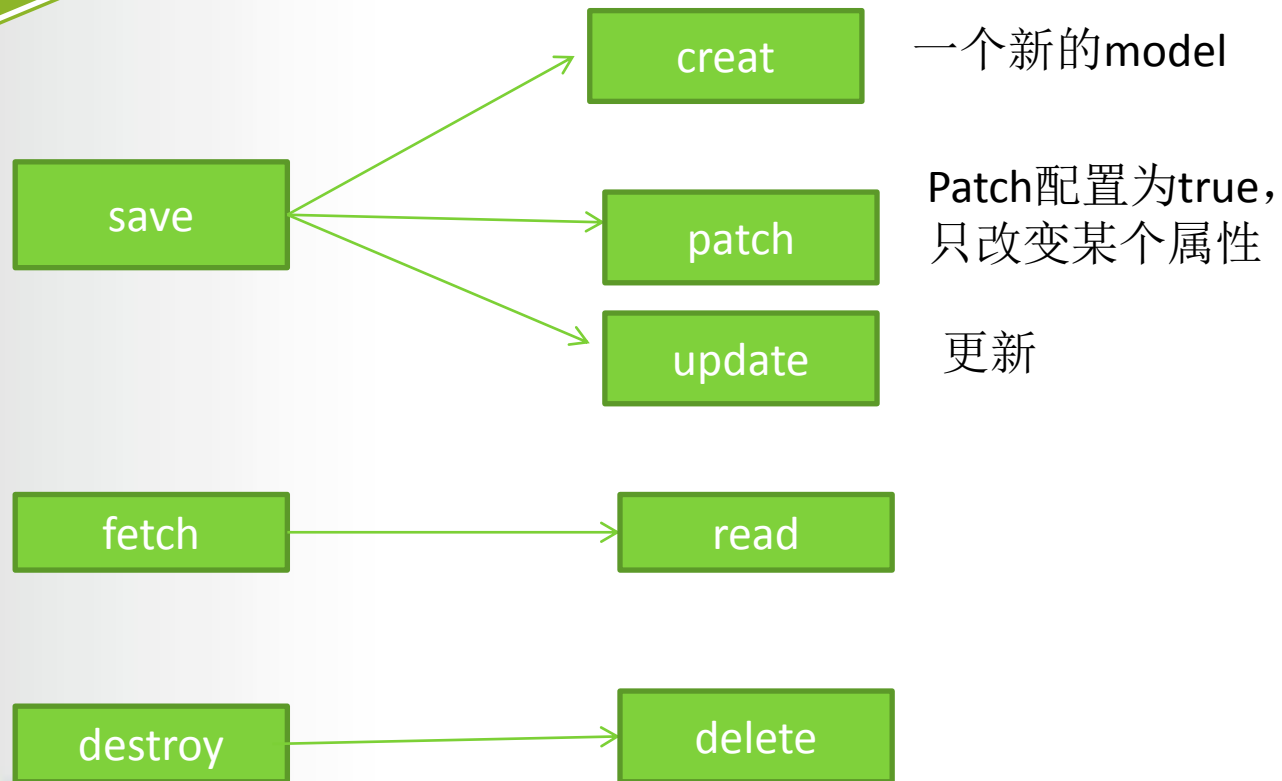 creat
一个新的model
save
patch
Patch配置为true，
只改变某个属性
update
更新
fetch
read
destroy
delete